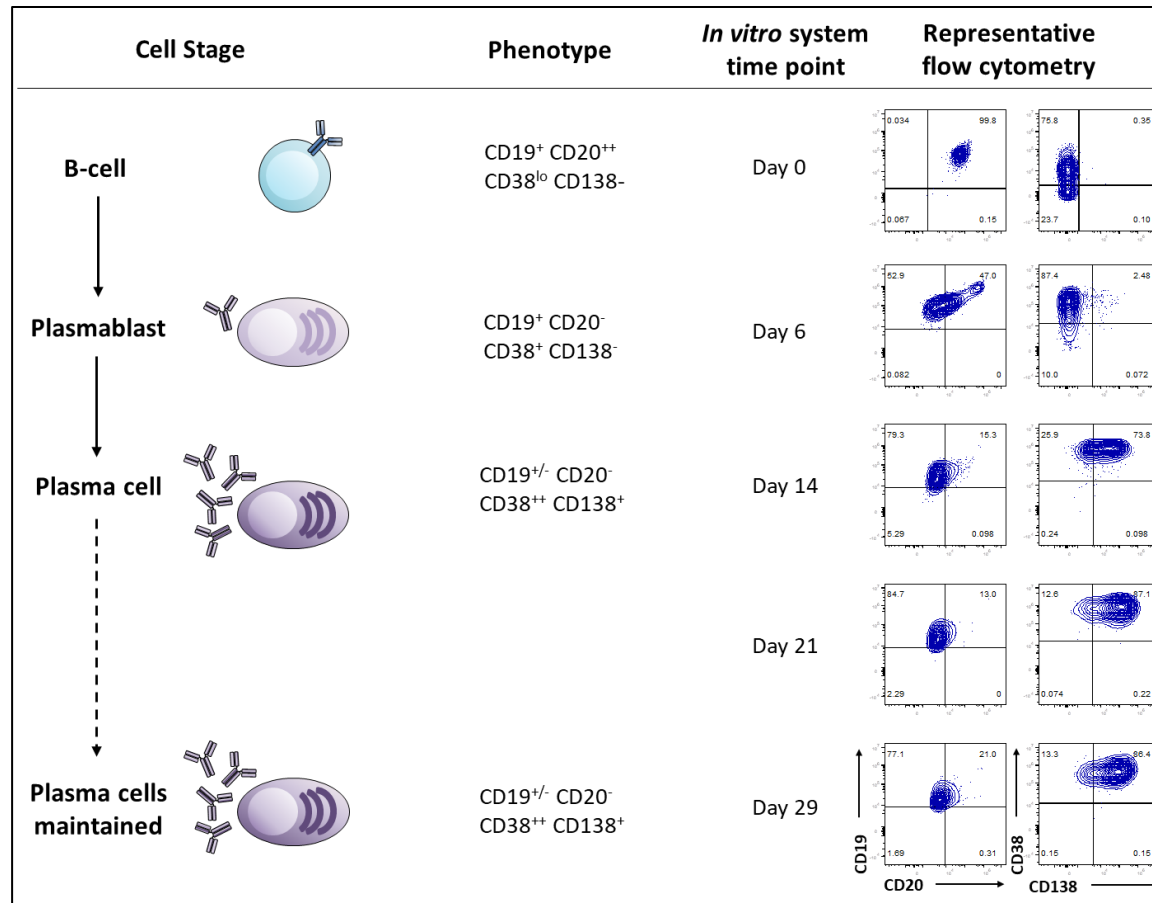 Cell Stage
Phenotype
In vitro system
time point
Representative
flow cytometry
B-cell
CD19⁺ CD20⁺⁺
CD38ˡᵒ CD138-
Day 0
0.034 99.8
0.067 0.15
75.8 0.35
23.7 0.10
Plasmablast
CD19⁺ CD20⁻
CD38⁺ CD138⁻
Day 6
52.9 47.0
0.082 0
87.4 2.48
10.0 0.072
Plasma cell
CD19⁺/⁻ CD20⁻
CD38⁺⁺ CD138⁺
Day 14
79.3 15.3
5.29 0.098
25.9 73.8
0.24 0.098
Day 21
84.7 13.0
2.29 0
12.6 87.1
0.074 0.22
Plasma cells
maintained
CD19⁺/⁻ CD20⁻
CD38⁺⁺ CD138⁺
Day 29
77.1 21.0
1.69 0.31
13.3 86.4
0.15 0.15
CD19
CD38
CD20
CD138